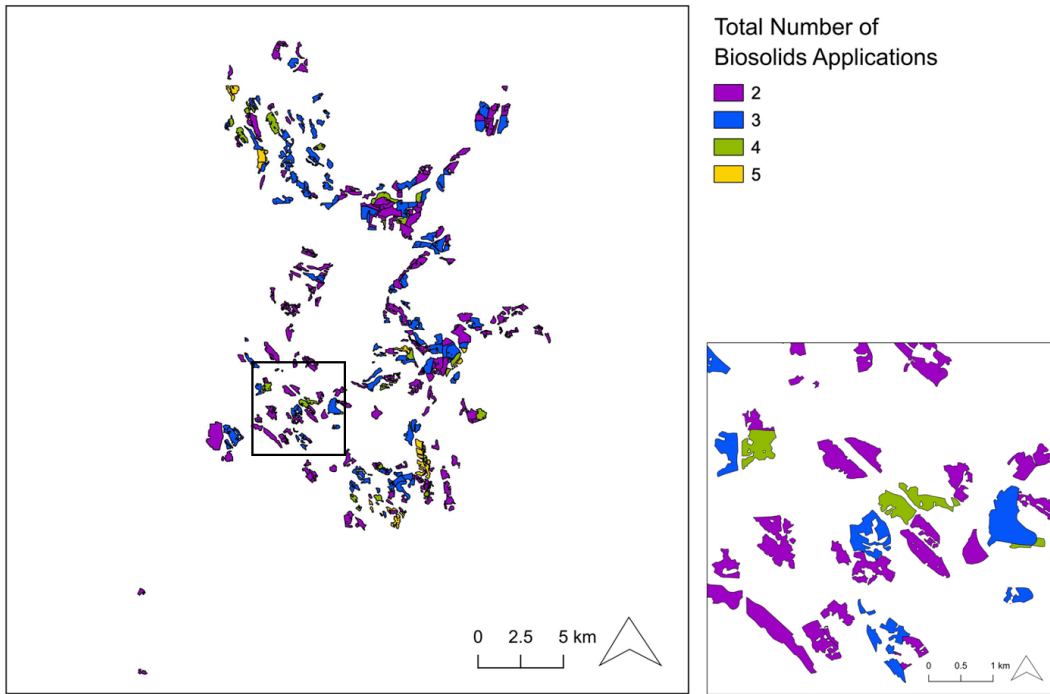 Total Number of
Biosolids Applications
2
3
4
5
0 2.5 5 km
0 0.5 1 km